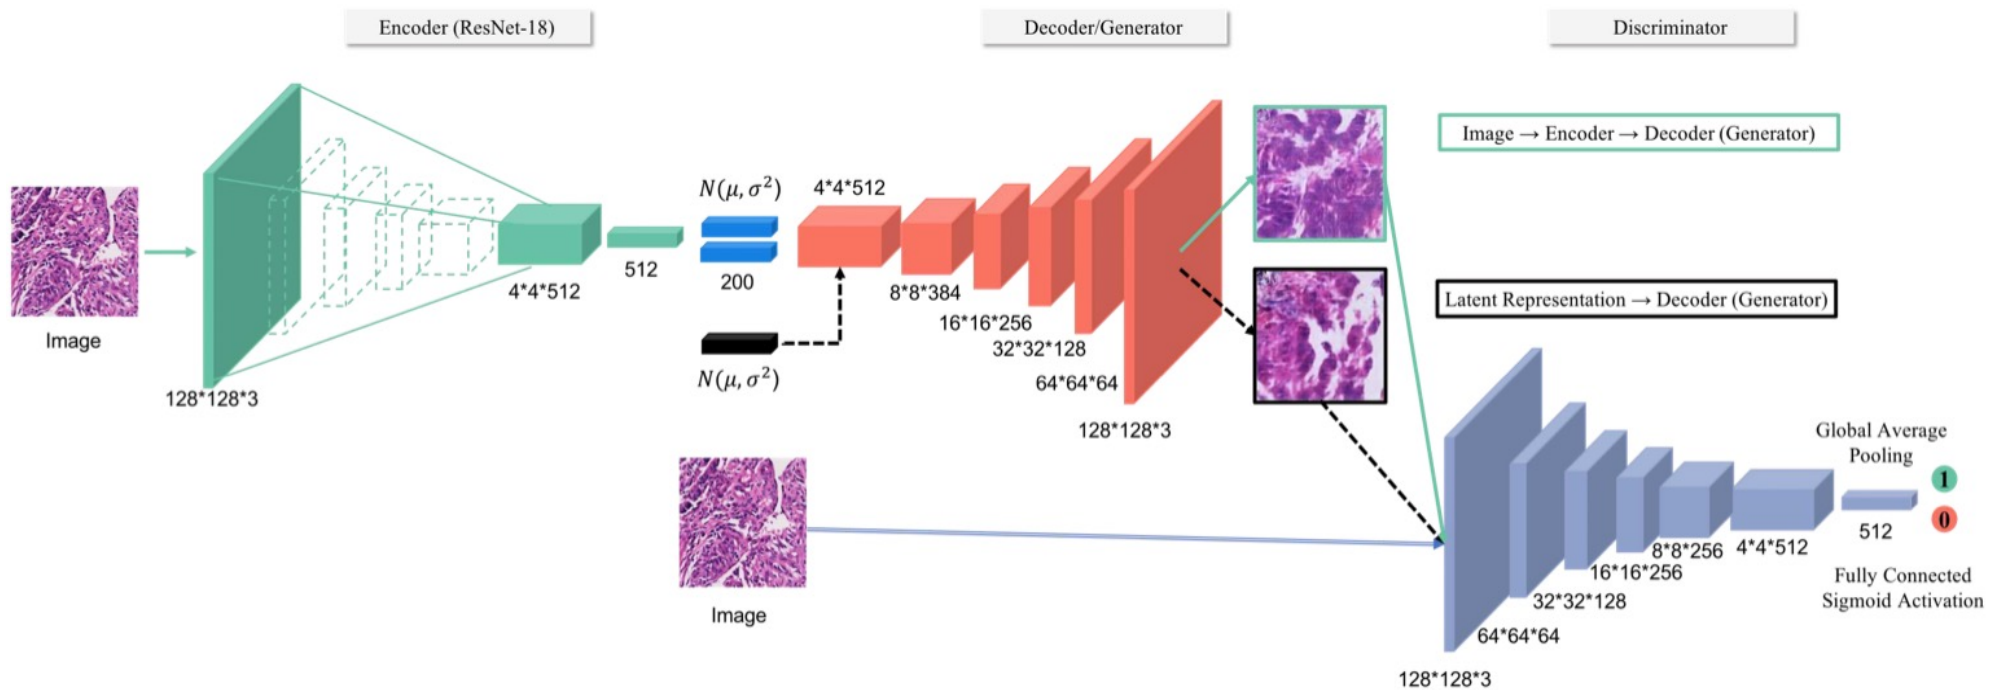 Encoder (ResNet-18)
Decoder/Generator
Discriminator
Image → Encoder → Decoder (Generator)
N(μ, σ²)
4*4*512
Image
512
200
4*4*512
8*8*384
16*16*256
32*32*128
64*64*64
128*128*3
N(μ, σ²)
128*128*3
Latent Representation → Decoder (Generator)
Image
Global Average
Pooling
1
0
512
4*4*512
8*8*256
16*16*256
32*32*128
64*64*64
128*128*3
Fully Connected
Sigmoid Activation